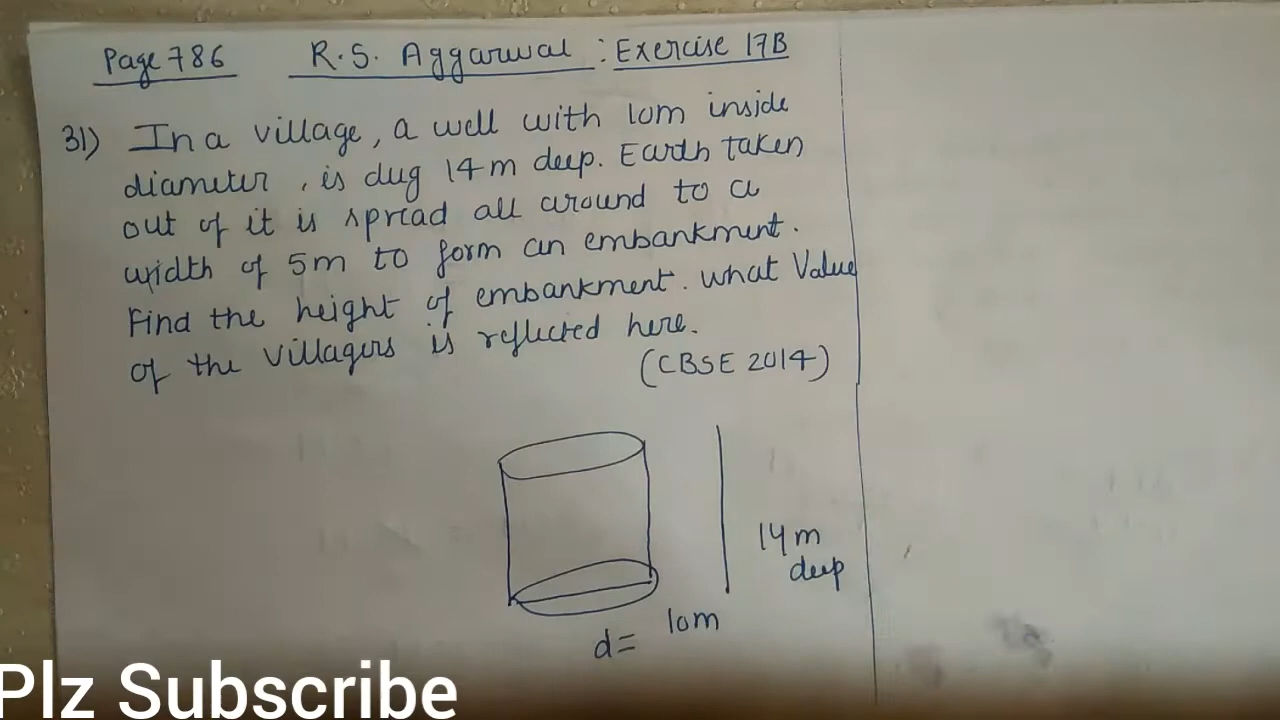 Page 786 R.S. Aggarwal : Exercise 17B
31) In a village, a well with 10m inside
diameter, is dug 14m deep. Earth taken
out of it is spread all around to a
width of 5m to form an embankment.
Find the height of embankment. what Value
of the villagers is reflected here.
(CBSE 2014)
14m
deep
d= 10m
Plz Subscribe